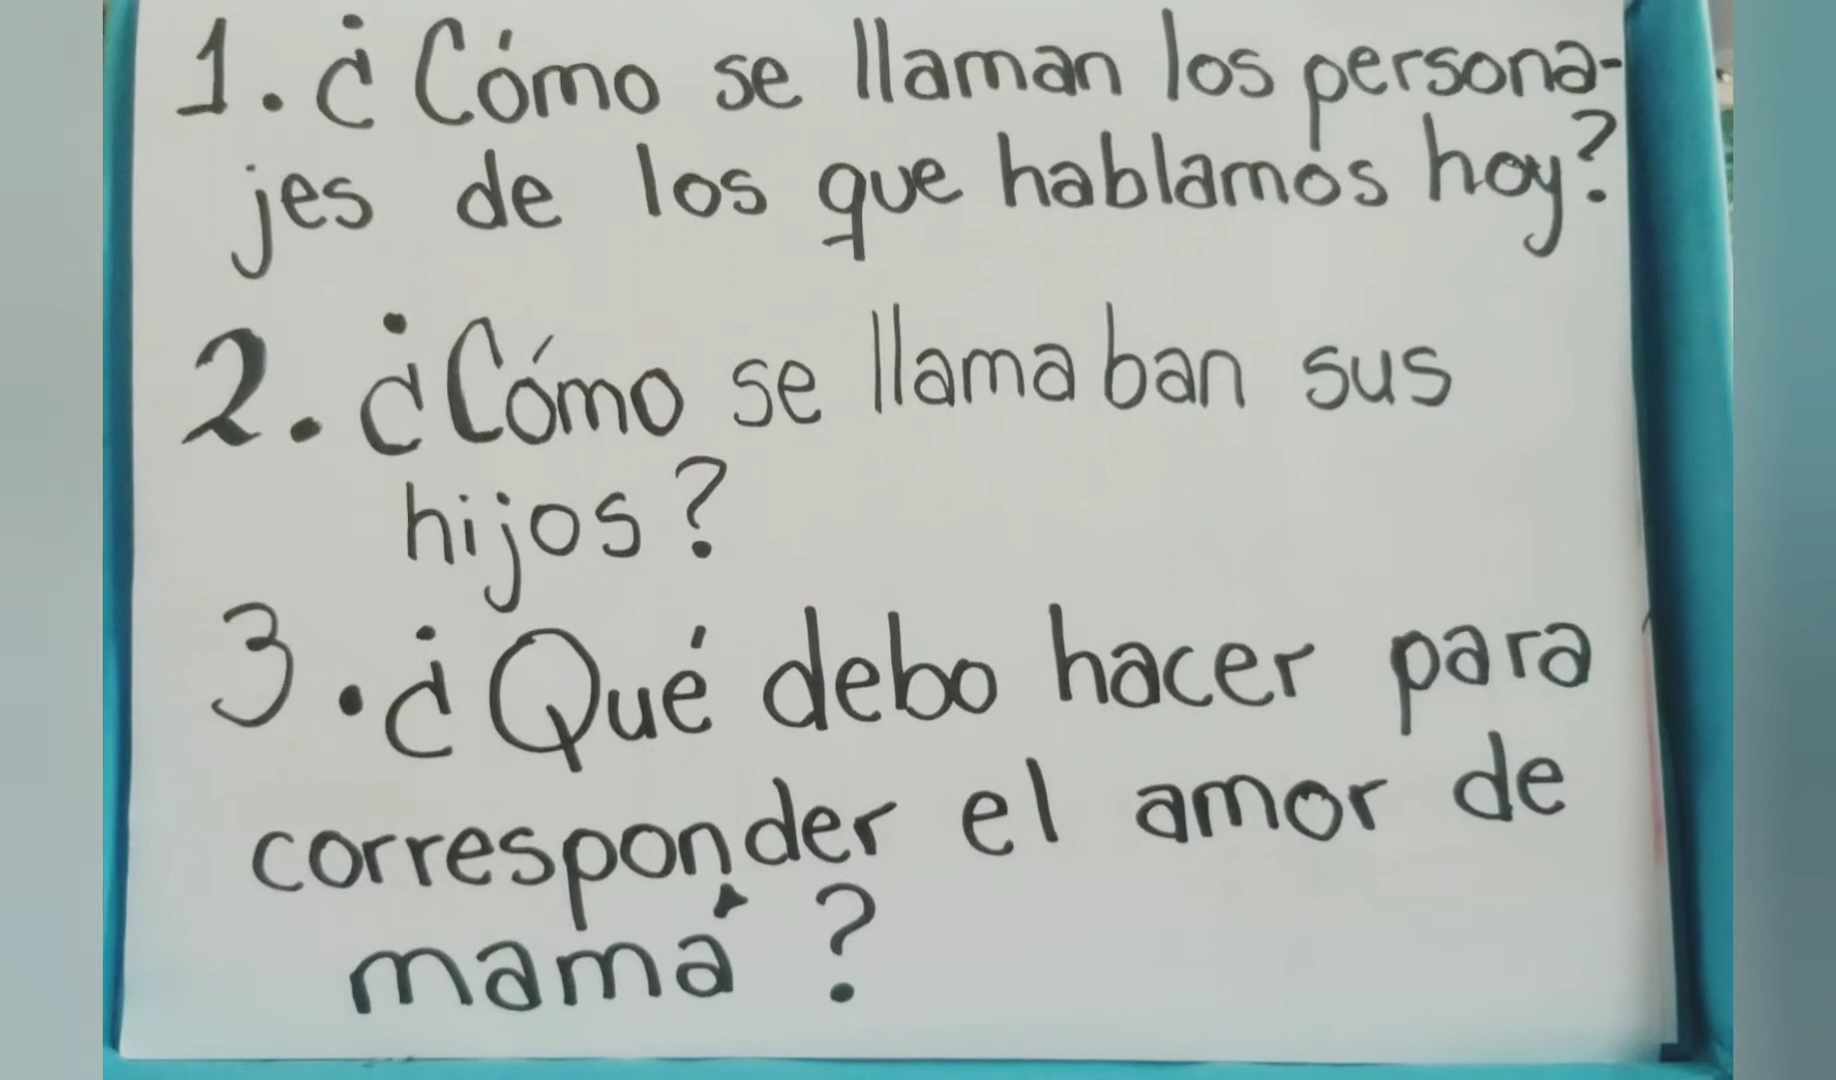 1. ¿Cómo se llaman los persona-
jes de los que hablamos hoy?
2. ¿Cómo se llamaban sus
hijos?
3. ¿Qué debo hacer para
corresponder el amor de
mamá?